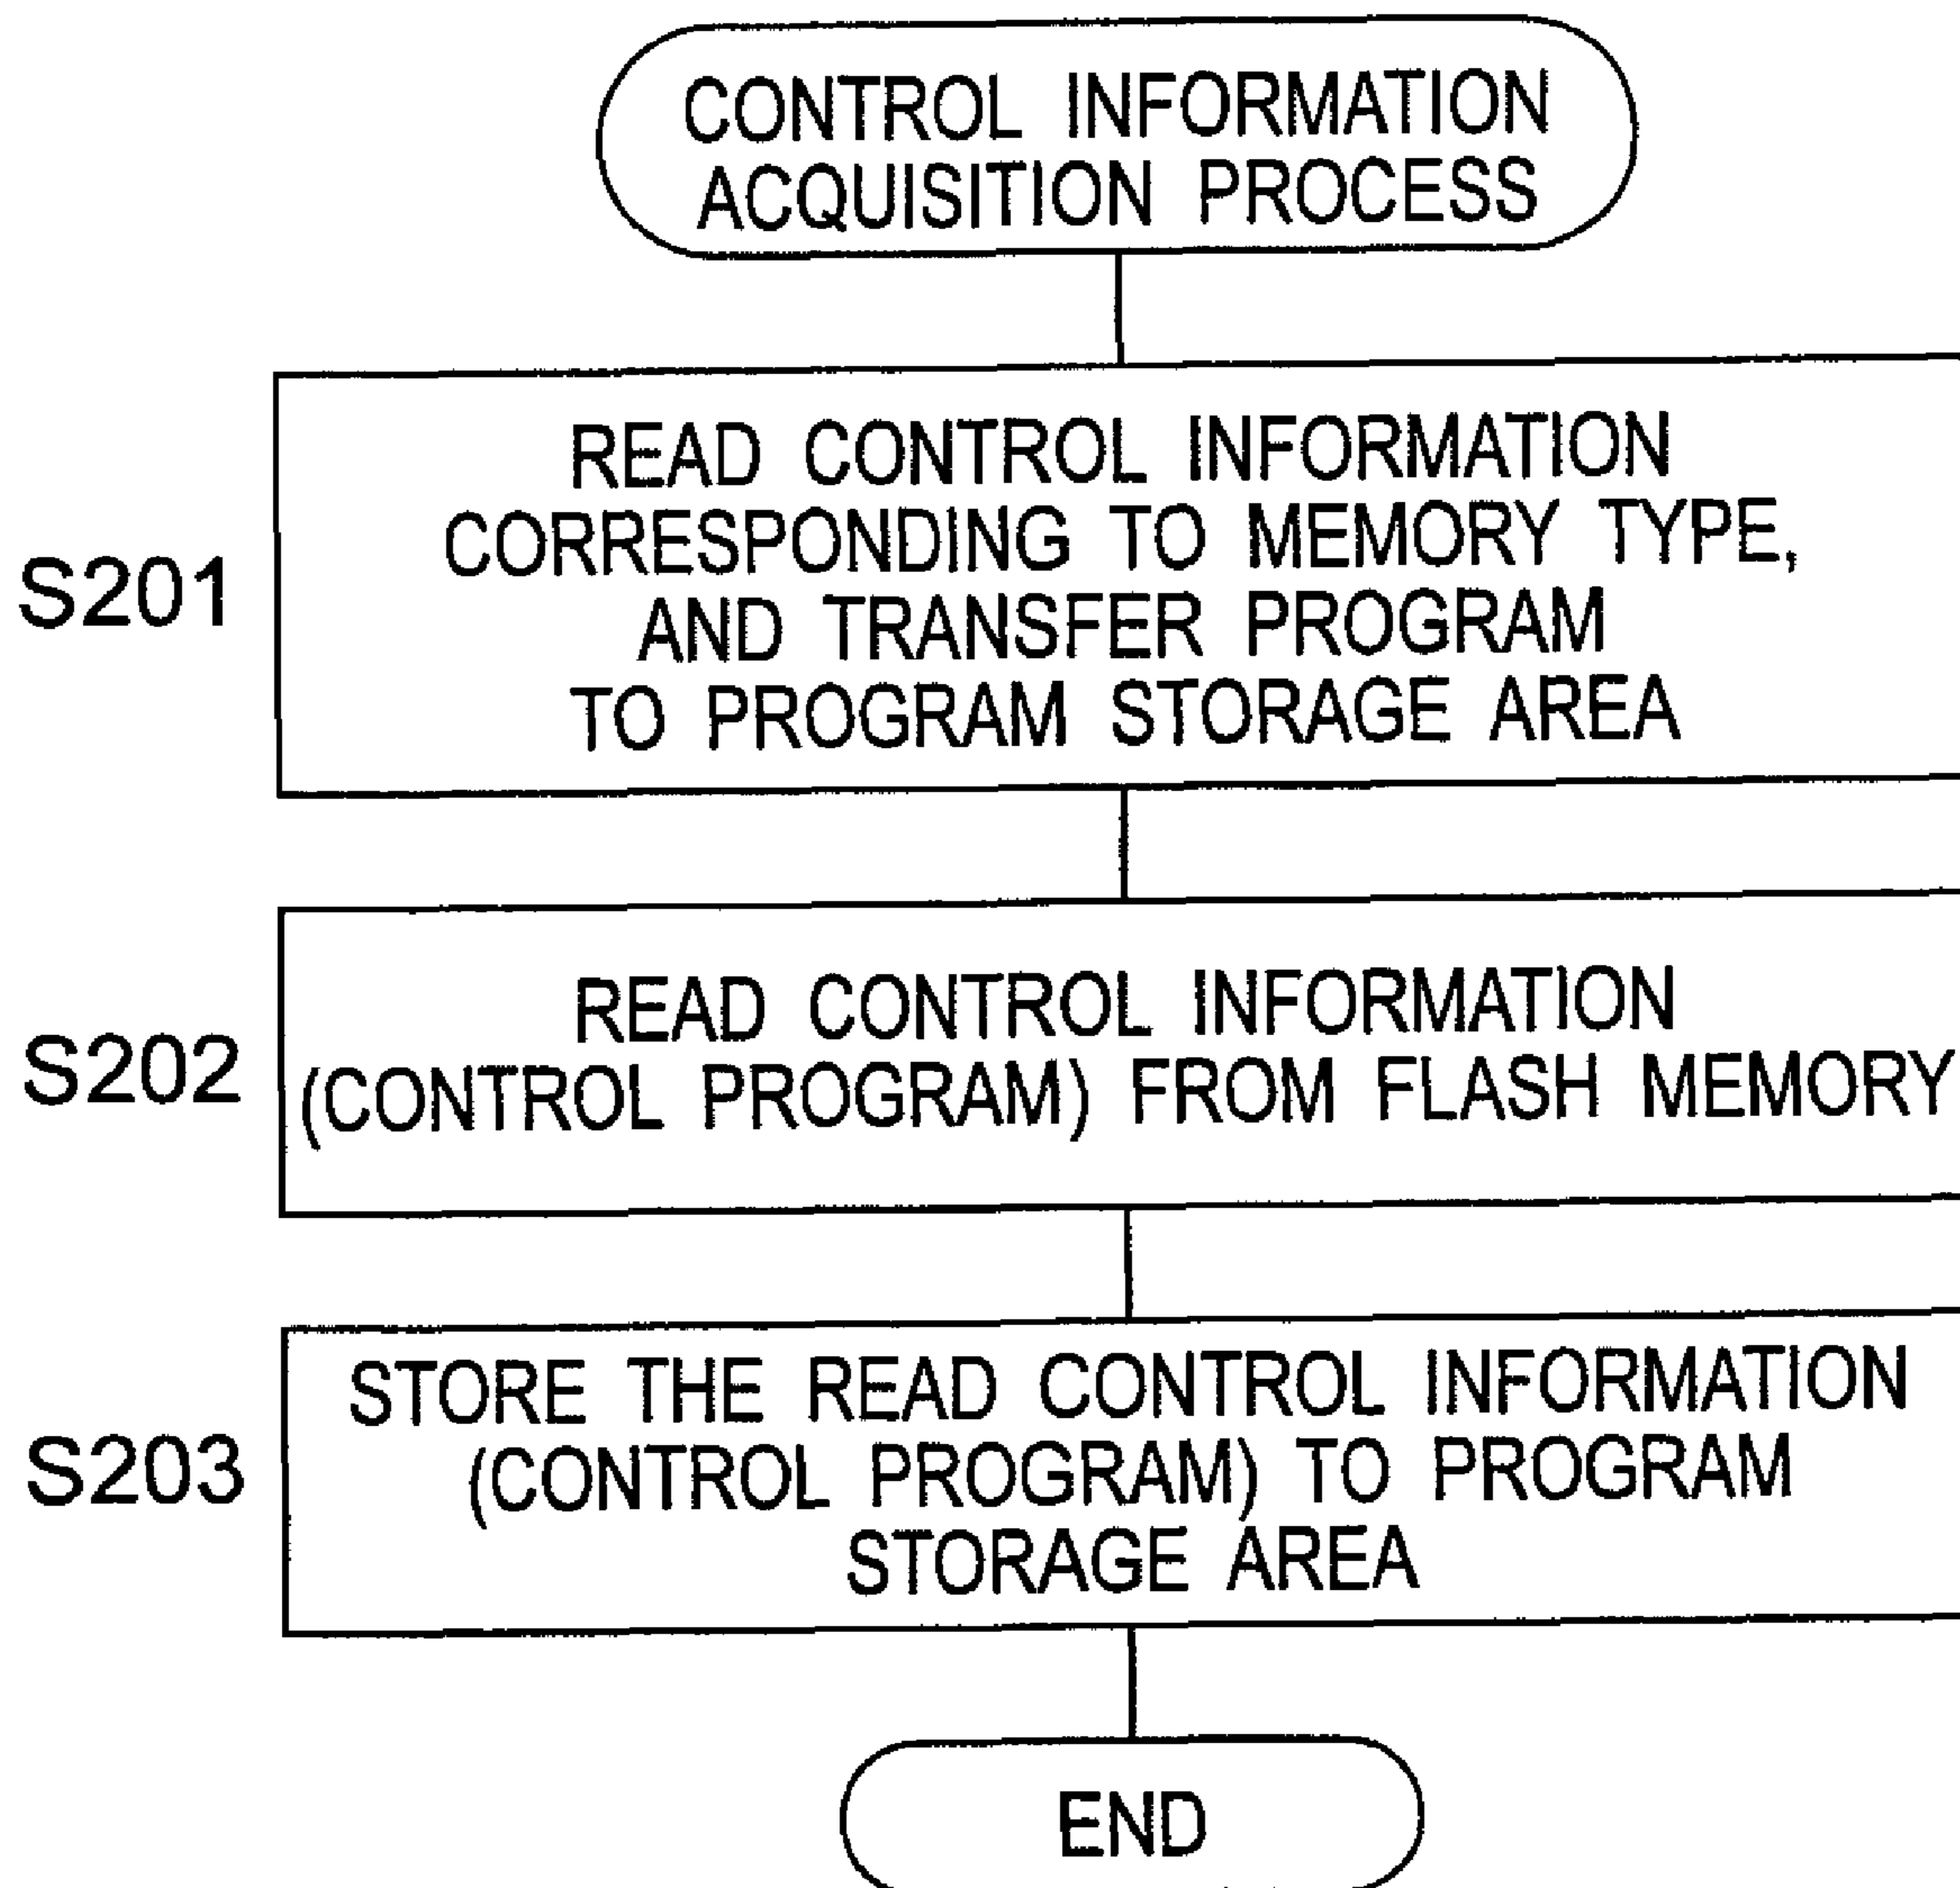 CONTROL INFORMATION
ACQUISITION PROCESS
S201
READ CONTROL INFORMATION
CORRESPONDING TO MEMORY TYPE,
AND TRANSFER PROGRAM
TO PROGRAM STORAGE AREA
S202
READ CONTROL INFORMATION
(CONTROL PROGRAM) FROM FLASH MEMORY
S203
STORE THE READ CONTROL INFORMATION
(CONTROL PROGRAM) TO PROGRAM
STORAGE AREA
END